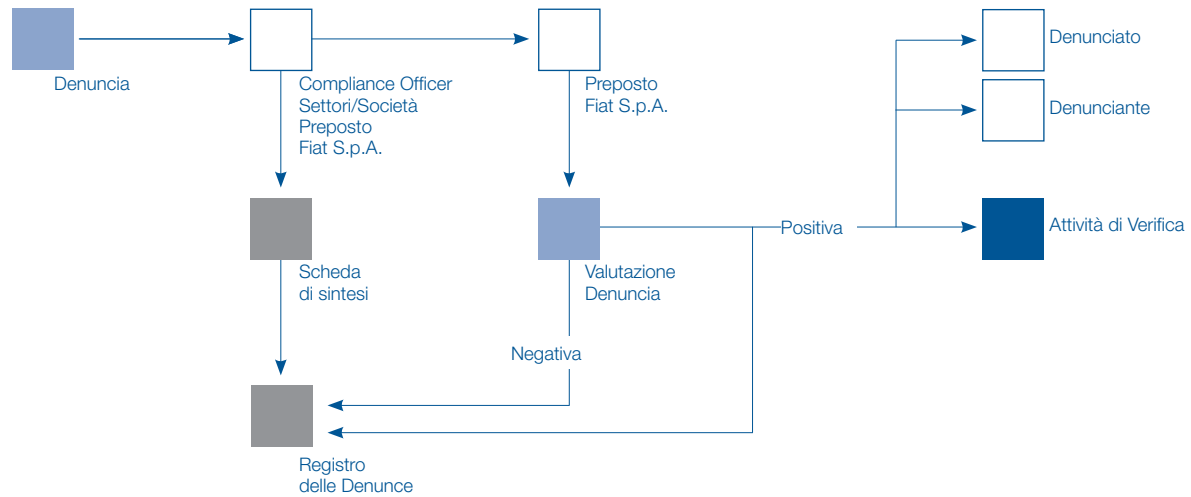 Denuncia
Compliance Officer
Settori/Società
Preposto
Fiat S.p.A.
Preposto
Fiat S.p.A.
Denunciato
Denunciante
Scheda
di sintesi
Valutazione
Denuncia
Positiva
Attività di Verifica
Negativa
Registro
delle Denunce